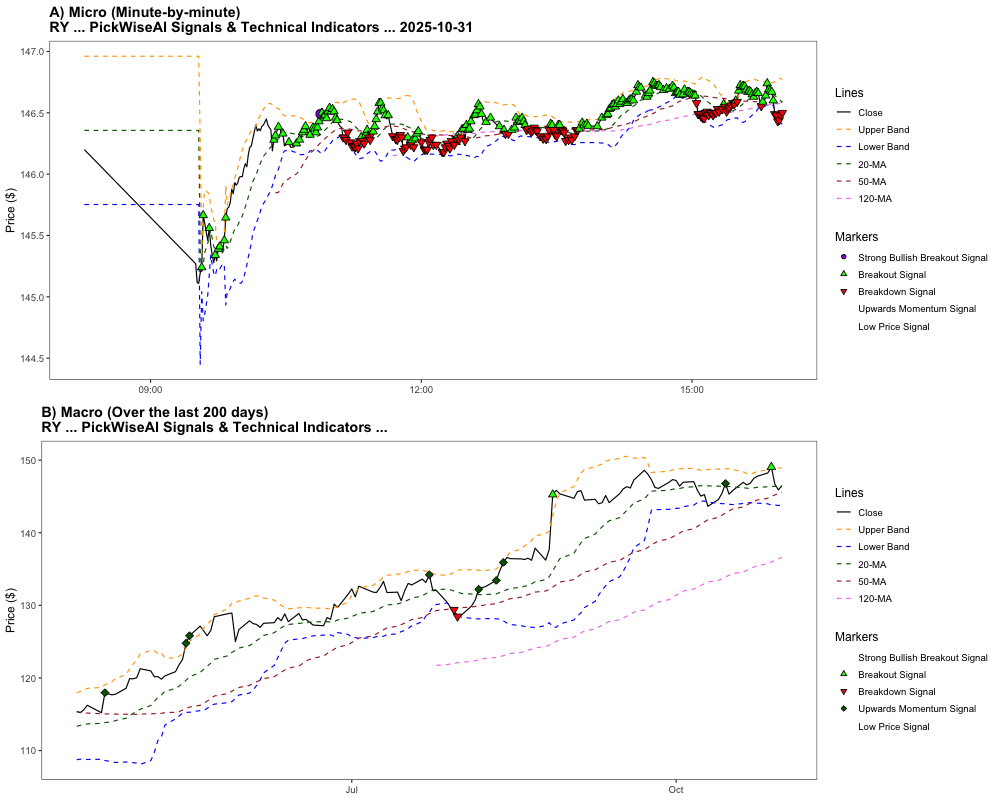 A) Micro (Minute-by-minute)
RY ... PickWiseAI Signals & Technical Indicators ... 2025-10-31
Price ($)
147.0
146.5
146.0
145.5
145.0
144.5
09:00
12:00
15:00
Lines
Close
Upper Band
Lower Band
20-MA
50-MA
120-MA
Markers
Strong Bullish Breakout Signal
Breakout Signal
Breakdown Signal
Upwards Momentum Signal
Low Price Signal
B) Macro (Over the last 200 days)
RY ... PickWiseAI Signals & Technical Indicators ...
Price ($)
150
140
130
120
110
Jul
Oct
Lines
Close
Upper Band
Lower Band
20-MA
50-MA
120-MA
Markers
Strong Bullish Breakout Signal
Breakout Signal
Breakdown Signal
Upwards Momentum Signal
Low Price Signal